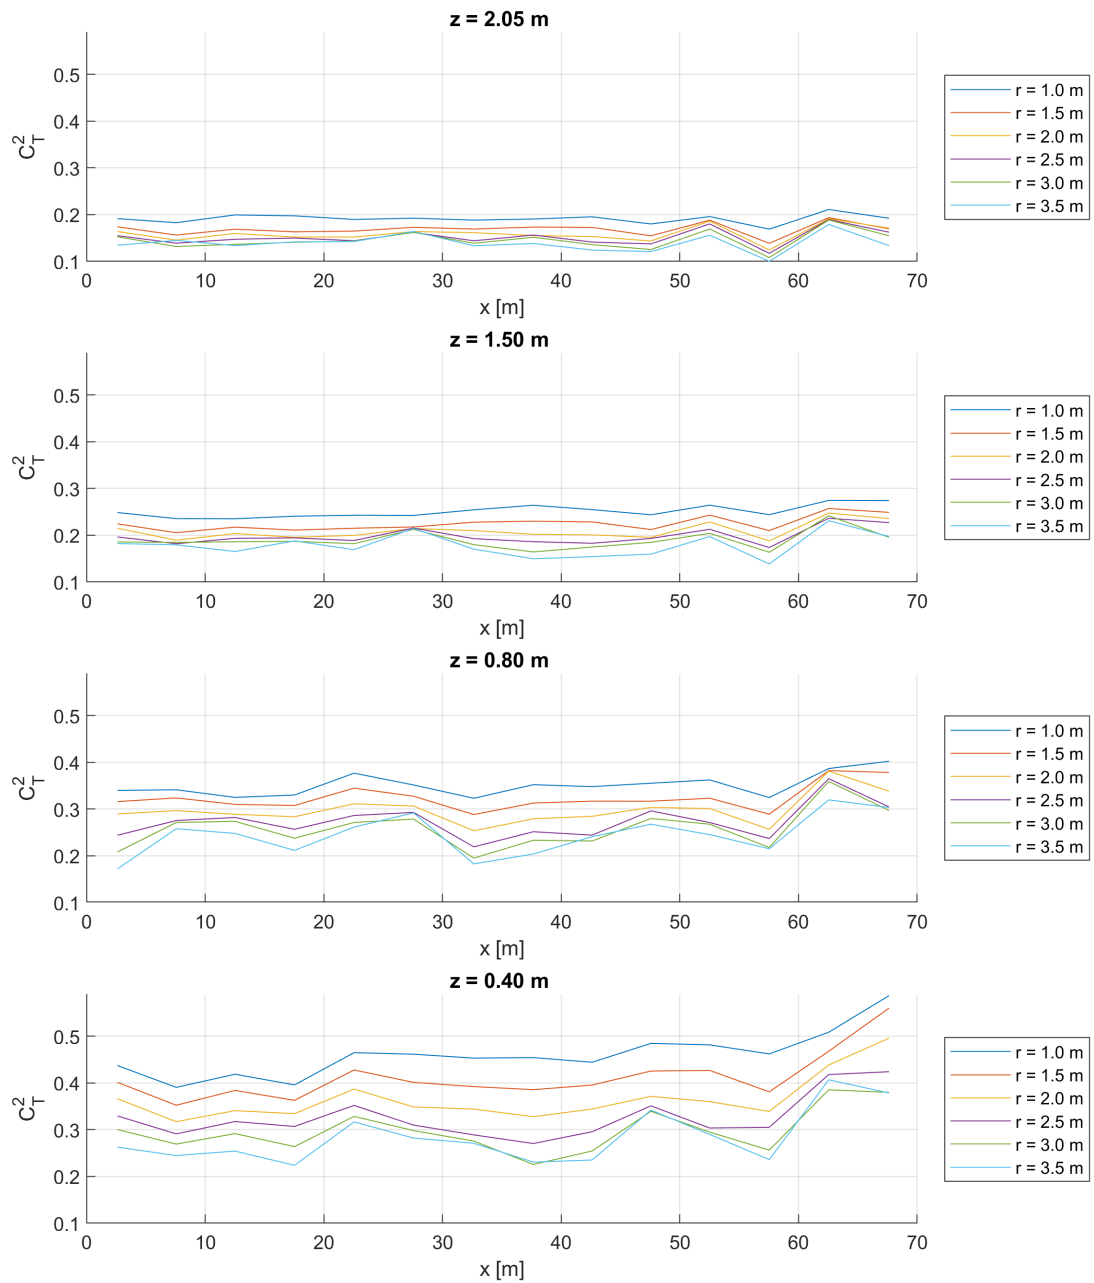 z = 2.05 m
0.5
0.4
0.3
0.2
0.1
C_T^2
0 10 20 30 40 50 60 70
x [m]
r = 1.0 m
r = 1.5 m
r = 2.0 m
r = 2.5 m
r = 3.0 m
r = 3.5 m
z = 1.50 m
0.5
0.4
0.3
0.2
0.1
C_T^2
0 10 20 30 40 50 60 70
x [m]
r = 1.0 m
r = 1.5 m
r = 2.0 m
r = 2.5 m
r = 3.0 m
r = 3.5 m
z = 0.80 m
0.5
0.4
0.3
0.2
0.1
C_T^2
0 10 20 30 40 50 60 70
x [m]
r = 1.0 m
r = 1.5 m
r = 2.0 m
r = 2.5 m
r = 3.0 m
r = 3.5 m
z = 0.40 m
0.5
0.4
0.3
0.2
0.1
C_T^2
0 10 20 30 40 50 60 70
x [m]
r = 1.0 m
r = 1.5 m
r = 2.0 m
r = 2.5 m
r = 3.0 m
r = 3.5 m